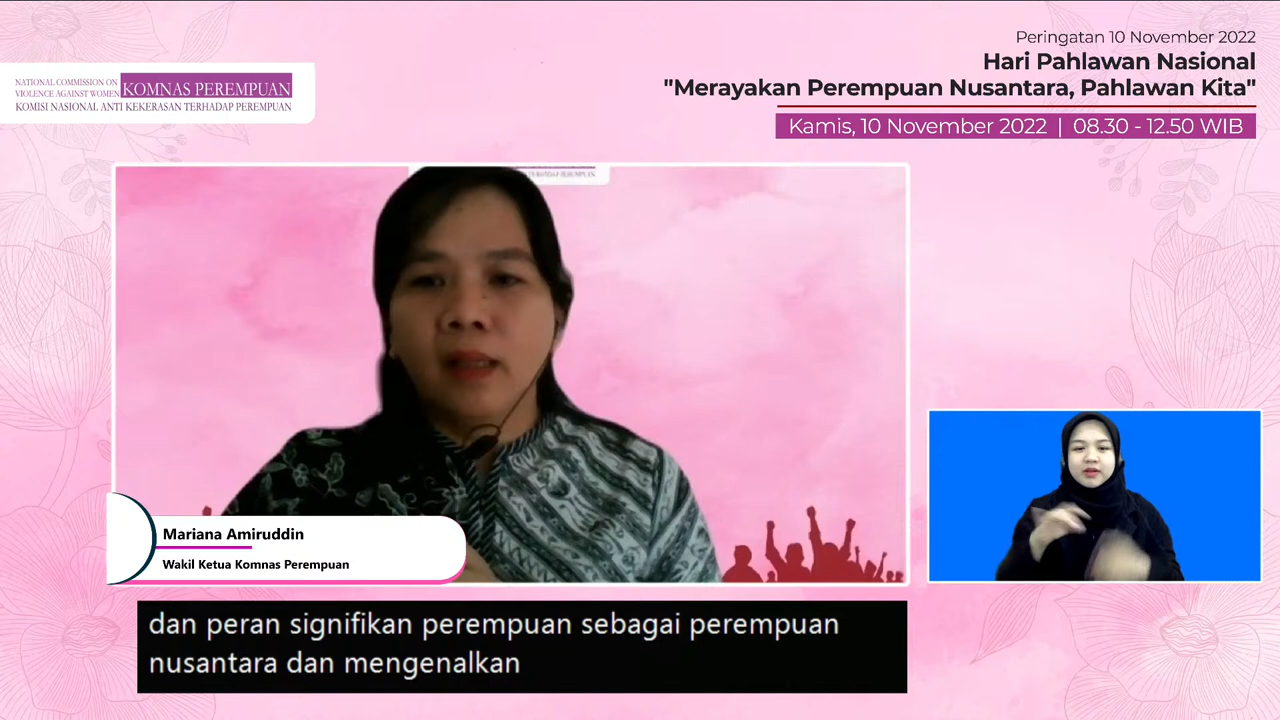 Peringatan 10 November 2022
Hari Pahlawan Nasional
"Merayakan Perempuan Nusantara, Pahlawan Kita"
Kamis, 10 November 2022 | 08.30 - 12.50 WIB
NATIONAL COMMISSION ON
VIOLENCE AGAINST WOMEN
KOMNAS PEREMPUAN
KOMISI NASIONAL ANTI KEKERASAN TERHADAP PEREMPUAN
Mariana Amiruddin
Wakil Ketua Komnas Perempuan
dan peran signifikan perempuan sebagai perempuan
nusantara dan mengenalkan